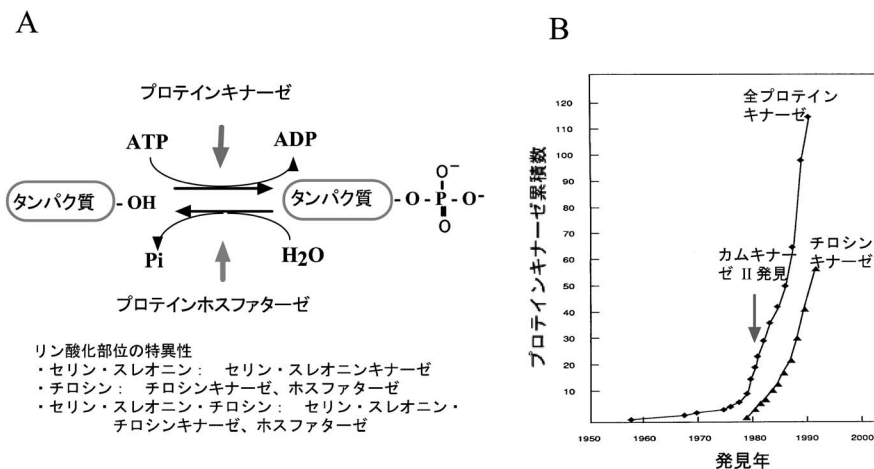 A
プロテインキナーゼ
ATP
ADP
タンパク質
-OH
タンパク質
-O-P-O⁻
O⁻
O
Pi
H2O
プロテインホスファターゼ
リン酸化部位の特異性
・セリン・スレオニン： セリン・スレオニンキナーゼ
・チロシン： チロシンキナーゼ、ホスファターゼ
・セリン・スレオニン・チロシン： セリン・スレオニン・
チロシンキナーゼ、ホスファターゼ
B
プロテインキナーゼ累積数
120
110
100
90
80
70
60
50
40
30
20
10
全プロテイン
キナーゼ
カムキナー
ゼ II 発見
チロシン
キナーゼ
1950
1960
1970
1980
1990
2000
発見年